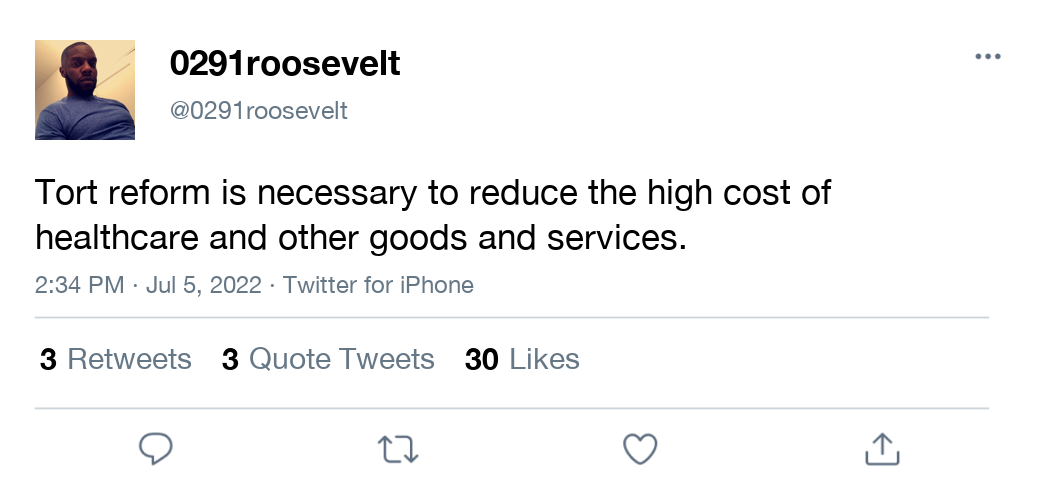 0291roosevelt
@0291roosevelt
Tort reform is necessary to reduce the high cost of
healthcare and other goods and services.
2:34 PM · Jul 5, 2022 · Twitter for iPhone
3 Retweets 3 Quote Tweets 30 Likes